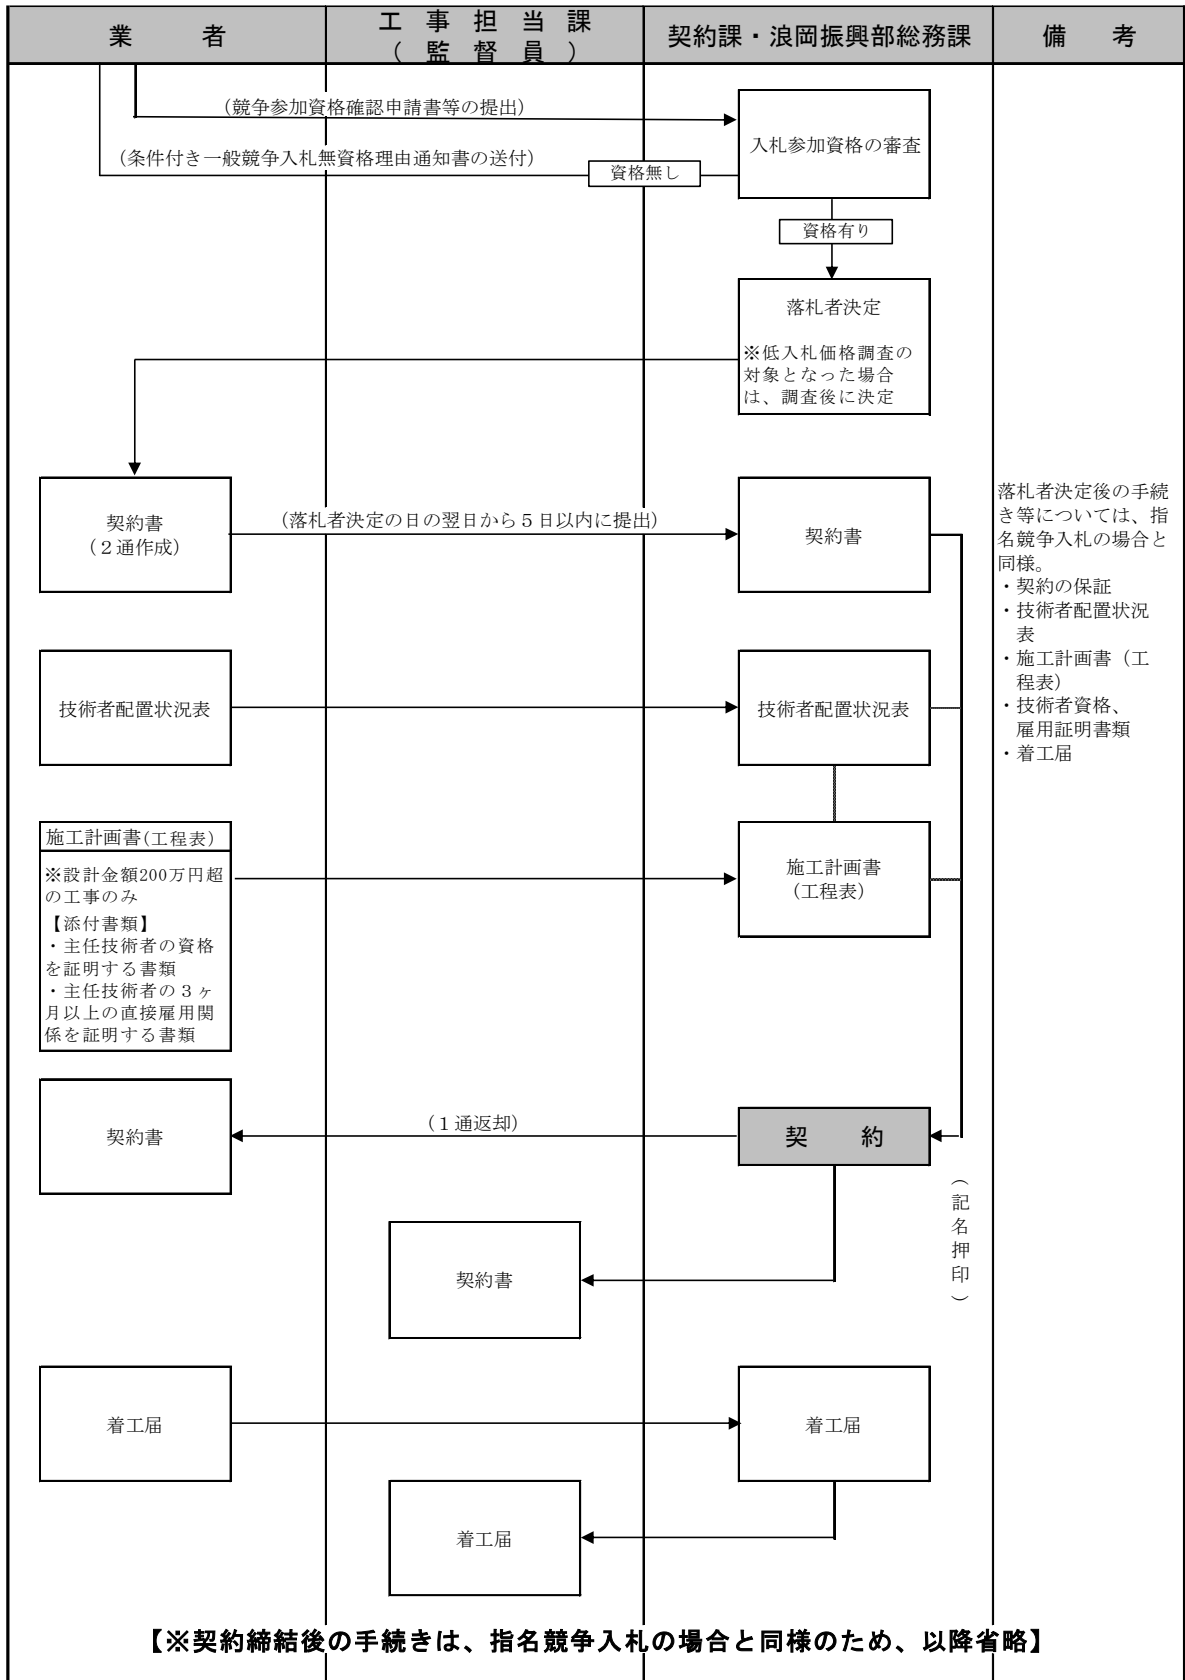 業　　者
工事担当課
（監督員）
契約課・浪岡振興部総務課
備　考
（競争参加資格確認申請書等の提出）
入札参加資格の審査
（条件付き一般競争入札無資格理由通知書の送付）
資格無し
資格有り
落札者決定
※低入札価格調査の
対象となった場合
は、調査後に決定
契約書
（２通作成）
（落札者決定の日の翌日から５日以内に提出）
契約書
落札者決定後の手続
き等については、指
名競争入札の場合と
同様。
・契約の保証
・技術者配置状況
表
・施工計画書（工
程表）
・技術者資格、
雇用証明書類
・着工届
技術者配置状況表
技術者配置状況表
施工計画書(工程表)
※設計金額200万円超
の工事のみ
【添付書類】
・主任技術者の資格
を証明する書類
・主任技術者の３ヶ
月以上の直接雇用関
係を証明する書類
施工計画書
（工程表）
契約書
（１通返却）
契　約
（記名押印）
契約書
着工届
着工届
着工届
【※契約締結後の手続きは、指名競争入札の場合と同様のため、以降省略】